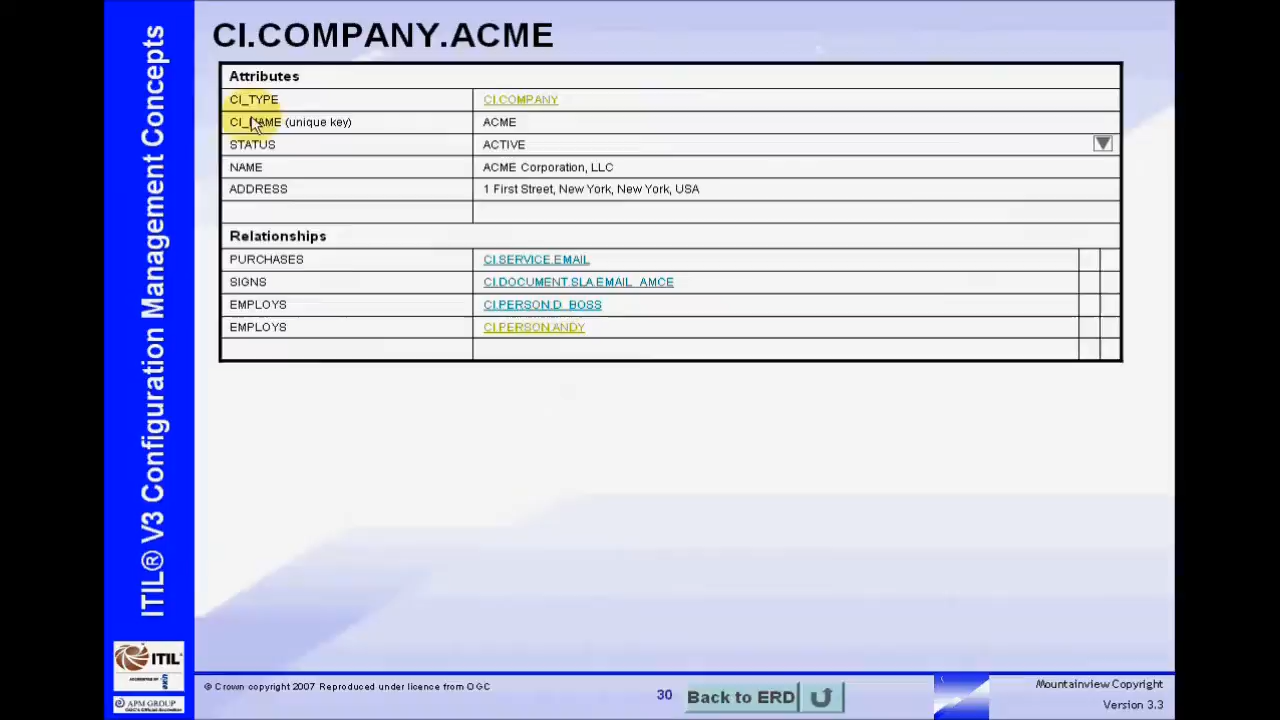 CI.COMPANY.ACME
ITIL® V3 Configuration Management Concepts
Attributes
CI_TYPE CI.COMPANY
CI_NAME (unique key) ACME
STATUS ACTIVE
NAME ACME Corporation, LLC
ADDRESS 1 First Street, New York, New York, USA
Relationships
PURCHASES CI.SERVICE.EMAIL
SIGNS CI.DOCUMENT.SLA.EMAIL_AMCE
EMPLOYS CI.PERSON.D_BOSS
EMPLOYS CI.PERSON.ANDY
ITIL®
APM GROUP
© Crown copyright 2007 Reproduced under licence from OGC
30
Back to ERD
Mountainview Copyright
Version 3.3